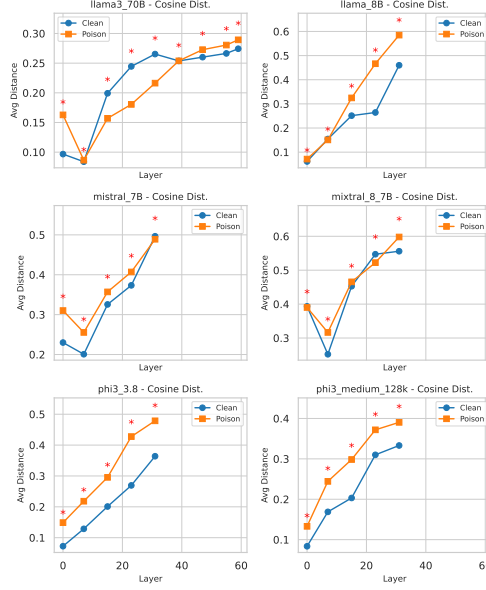 llama3_70B - Cosine Dist.
Avg Distance
0.30
0.25
0.20
0.15
0.10
Clean
Poison
* * * * * * * * *
Layer
llama_8B - Cosine Dist.
Avg Distance
0.6
0.5
0.4
0.3
0.2
0.1
Clean
Poison
* * * * *
Layer
mistral_7B - Cosine Dist.
Avg Distance
0.5
0.4
0.3
0.2
Clean
Poison
* * * * *
Layer
mixtral_8_7B - Cosine Dist.
Avg Distance
0.6
0.5
0.4
0.3
Clean
Poison
* * * * *
Layer
phi3_3.8 - Cosine Dist.
Avg Distance
0.5
0.4
0.3
0.2
0.1
Clean
Poison
* * * * *
0 20 40 60
Layer
phi3_medium_128k - Cosine Dist.
Avg Distance
0.4
0.3
0.2
0.1
Clean
Poison
* * * * *
0 20 40 6
Layer